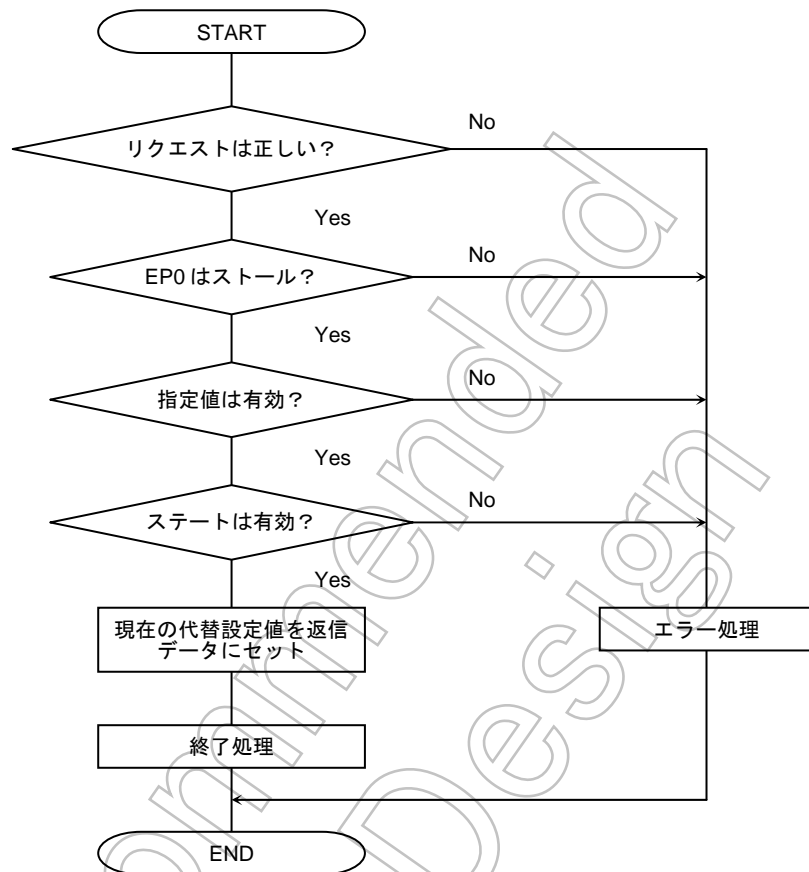 START
リクエストは正しい？
No
Yes
EP0 はストール？
No
Yes
指定値は有効？
No
Yes
ステートは有効？
No
Yes
現在の代替設定値を返信
データにセット
エラー処理
終了処理
END
ommended
Design